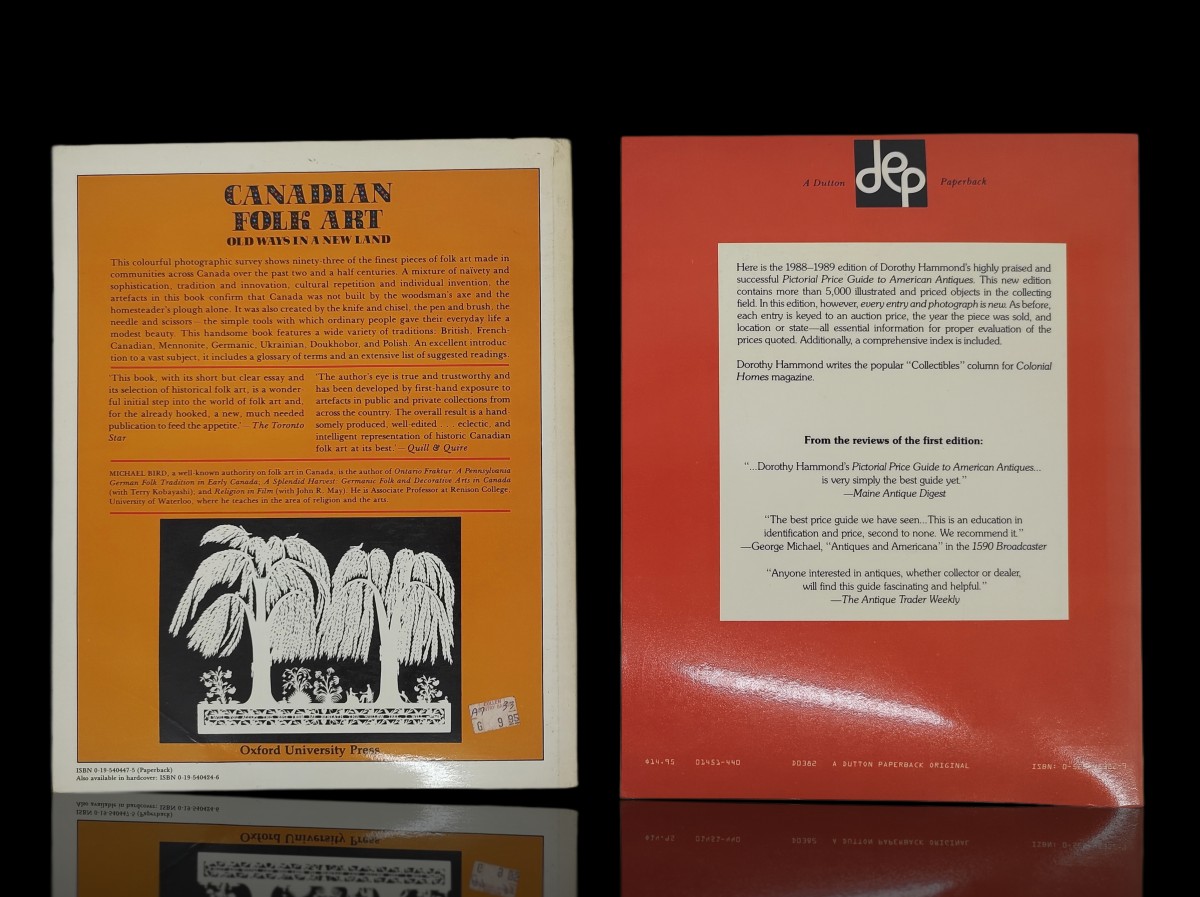 CANADIAN
FOLK ART
OLD WAYS IN A NEW LAND
This colourful photographic survey shows ninety-three of the finest pieces of folk art made in
communities across Canada over the past two and a half centuries. A mixture of naïvety and
sophistication, tradition and innovation, cultural repetition and individual invention, the
artefacts in this book confirm that Canada was not built by the woodsman's axe and the
homesteader's plough alone. It was also created by the knife and chisel, the pen and brush, the
needle and scissors – the simple tools with which ordinary people gave their everyday life a
modest beauty. This handsome book features a wide variety of traditions: British, French-
Canadian, Mennonite, Germanic, Ukrainian, Doukhobor, and Polish. An excellent introduc-
tion to a vast subject, it includes a glossary of terms and an extensive list of suggested readings.
'This book, with its short but clear essay and
its selection of historical folk art, is a wonder-
ful initial step into the world of folk art and,
for the already hooked, a new, much needed
publication to feed the appetite.' – The Toronto
Star
'The author's eye is true and trustworthy and
has been developed by first-hand exposure to
artefacts in public and private collections from
across the country. The overall result is a hand-
somely produced, well-edited . . . eclectic, and
intelligent representation of historic Canadian
folk art at its best.' – Quill & Quire
MICHAEL BIRD, a well-known authority on folk art in Canada, is the author of Ontario Fraktur: A Pennsylvania
German Folk Tradition in Early Canada, A Splendid Harvest: Germanic Folk and Decorative Arts in Canada
(with Terry Kobayashi), and Religion in Film (with John R. May). He is Associate Professor at Renison College,
University of Waterloo, where he teaches in the area of religion and the arts.
G 9 95
Oxford University Press
ISBN 0-19-540447-5 (Paperback)
Also available in hardcover: ISBN 0-19-540424-6
A Dutton dep Paperback
Here is the 1988–1989 edition of Dorothy Hammond's highly praised and
successful Pictorial Price Guide to American Antiques. This new edition
contains more than 5,000 illustrated and priced objects in the collecting
field. In this edition, however, every entry and photograph is new. As before,
each entry is keyed to an auction price, the year the piece was sold, and
location or state—all essential information for proper evaluation of the
prices quoted. Additionally, a comprehensive index is included.
Dorothy Hammond writes the popular "Collectibles" column for Colonial
Homes magazine.
From the reviews of the first edition:
"...Dorothy Hammond's Pictorial Price Guide to American Antiques...
is very simply the best guide yet."
—Maine Antique Digest
"The best price guide we have seen...This is an education in
identification and price, second to none. We recommend it."
—George Michael, "Antiques and Americana" in the 1590 Broadcaster
"Anyone interested in antiques, whether collector or dealer,
will find this guide fascinating and helpful."
—The Antique Trader Weekly
$14.95 01451-440 D0382 A DUTTON PAPERBACK ORIGINAL ISBN: 0-